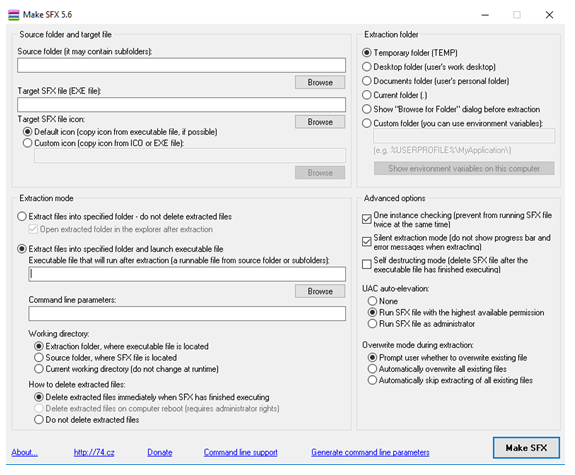 Make SFX 5.6
Source folder and target file
Source folder (it may contain subfolders):
Browse
Target SFX file (EXE file):
Target SFX file icon:
Browse
Default icon (copy icon from executable file, if possible)
Custom icon (copy icon from ICO or EXE file):
Browse
Extraction folder
Temporary folder (TEMP)
Desktop folder (user's work desktop)
Documents folder (user's personal folder)
Current folder (.)
Show "Browse for Folder" dialog before extraction
Custom folder (you can use environment variables):
(e.g. %USERPROFILE%\MyApplication\)
Show environment variables on this computer
Extraction mode
Extract files into specified folder - do not delete extracted files
Open extracted folder in the explorer after extraction
Extract files into specified folder and launch executable file
Executable file that will run after extraction (a runnable file from source folder or subfolders):
Browse
Command line parameters:
Working directory:
Extraction folder, where executable file is located
Source folder, where SFX file is located
Current working directory (do not change at runtime)
How to delete extracted files:
Delete extracted files immediately when SFX has finished executing
Delete extracted files on computer reboot (requires administrator rights)
Do not delete extracted files
Advanced options
One instance checking (prevent from running SFX file
twice at the same time)
Silent extraction mode (do not show progress bar and
error messages when extracting)
Self destructing mode (delete SFX file after the
executable file has finished executing)
UAC auto-elevation:
None
Run SFX file with the highest available permission
Run SFX file as administrator
Overwrite mode during extraction:
Prompt user whether to overwrite existing file
Automatically overwrite all existing files
Automatically skip extracting of all existing files
About...
http://74.cz
Donate
Command line support
Generate command line parameters
Make SFX